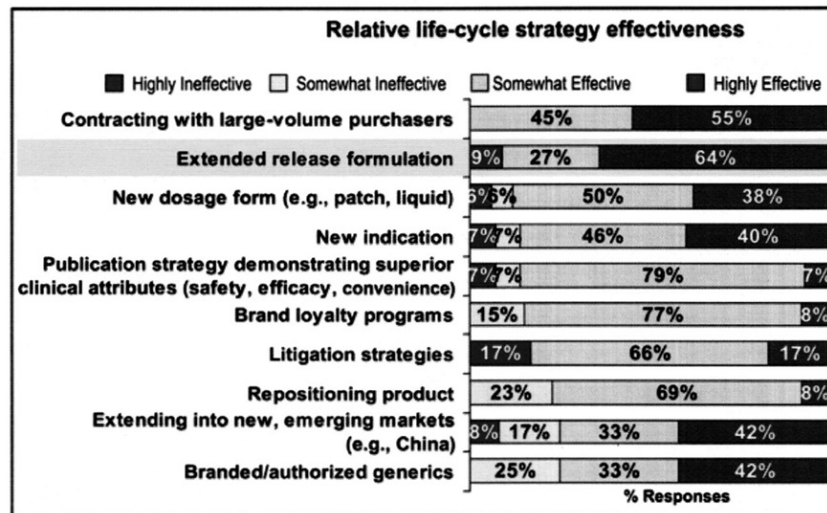 Relative life-cycle strategy effectiveness
Highly Ineffective Somewhat Ineffective Somewhat Effective Highly Effective
Contracting with large-volume purchasers 45% 55%
Extended release formulation 9% 27% 64%
New dosage form (e.g., patch, liquid) 6% 6% 50% 38%
New indication 7% 7% 46% 40%
Publication strategy demonstrating superior
clinical attributes (safety, efficacy, convenience) 7% 7% 79% 7%
Brand loyalty programs 15% 77% 8%
Litigation strategies 17% 66% 17%
Repositioning product 23% 69% 8%
Extending into new, emerging markets
(e.g., China) 8% 17% 33% 42%
Branded/authorized generics 25% 33% 42%
% Responses